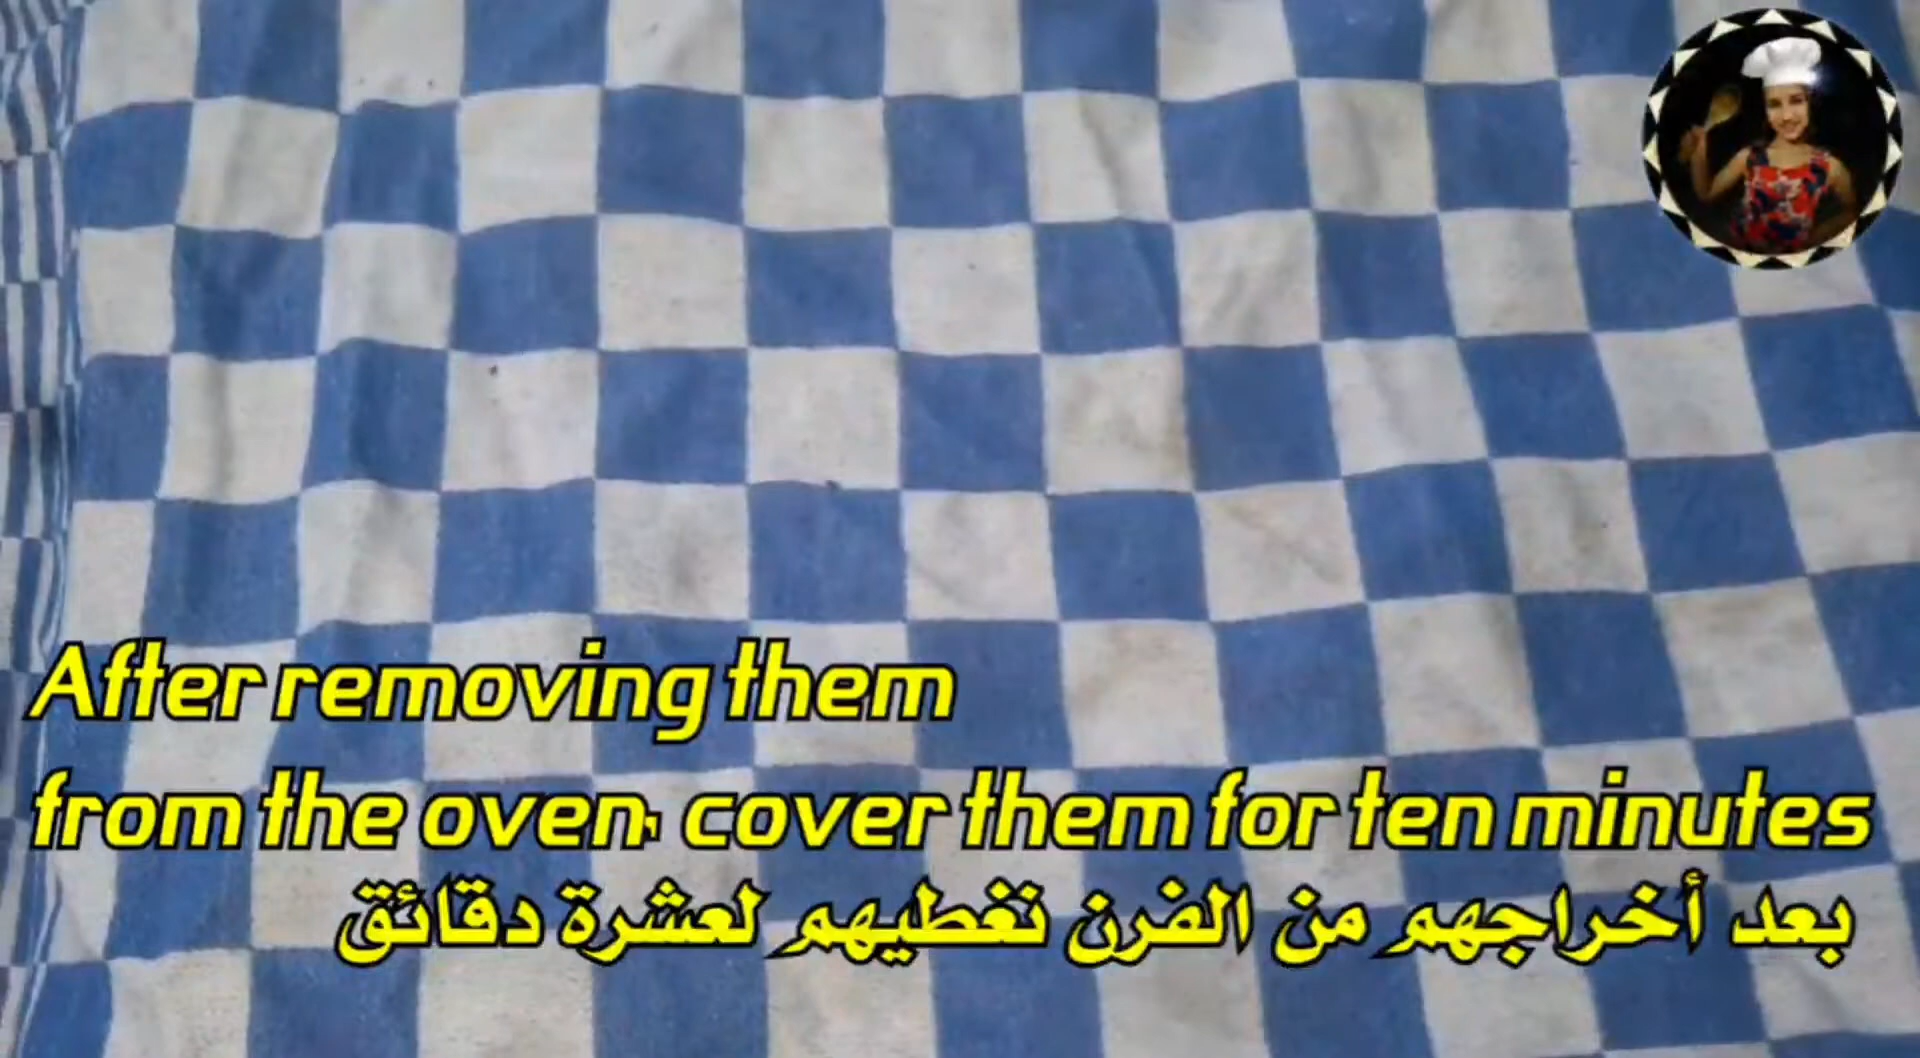 After removing them
from the oven, cover them for ten minutes
بعد أخراجهم من الفرن نغطيهم لعشرة دقائق